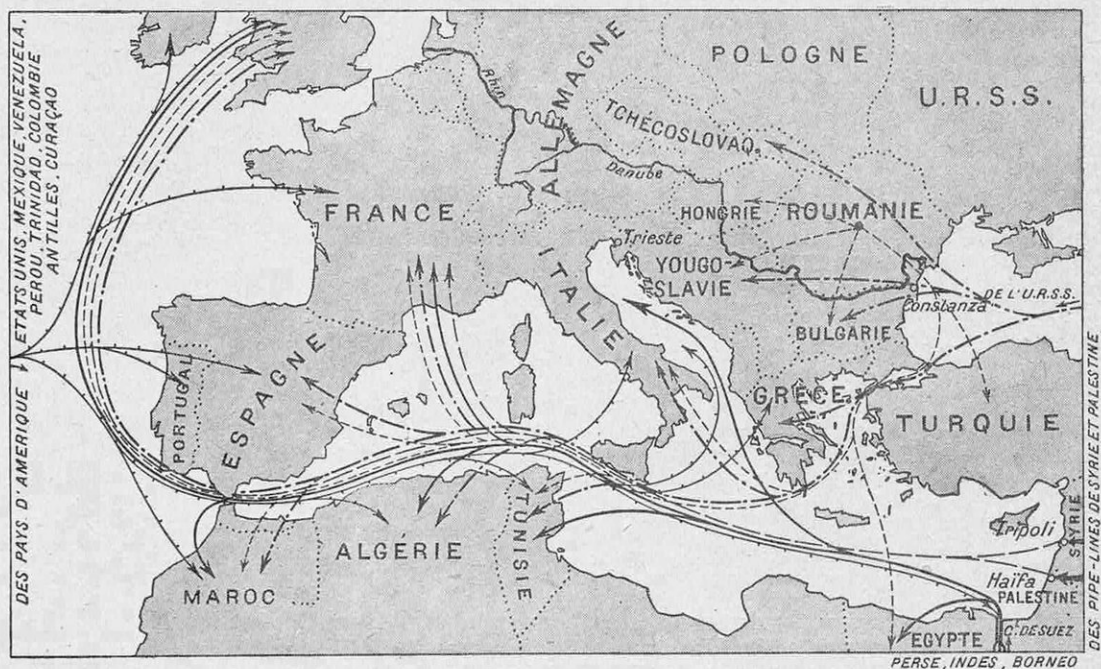 DES PAYS. D'AMERIQUE { ETATS UNIS, MEXIQUE, VENEZUELA,
PEROU, TRINIDAD, COLOMBIE
ANTILLES, CURAÇAO
POLOGNE
U.R.S.S.
ALLEMAGNE
Rhin
TCHÉCOSLOVAQ.
Danube
FRANCE
HONGRIE
ROUMANIE
Trieste
YOUGO-
SLAVIE
ITALIE
Constanza
DE L'U.R.S.S.
BULGARIE
ESPAGNE
PORTUGAL
GRÈCE
TURQUIE
ALGÉRIE
TUNISIE
MAROC
Tripoli
SYRIE
Haïfa
PALESTINE
EGYPTE
C. DE SUEZ
DES PIPE-LINES DE SYRIE ET PALESTINE
PERSE, INDES, BORNEO